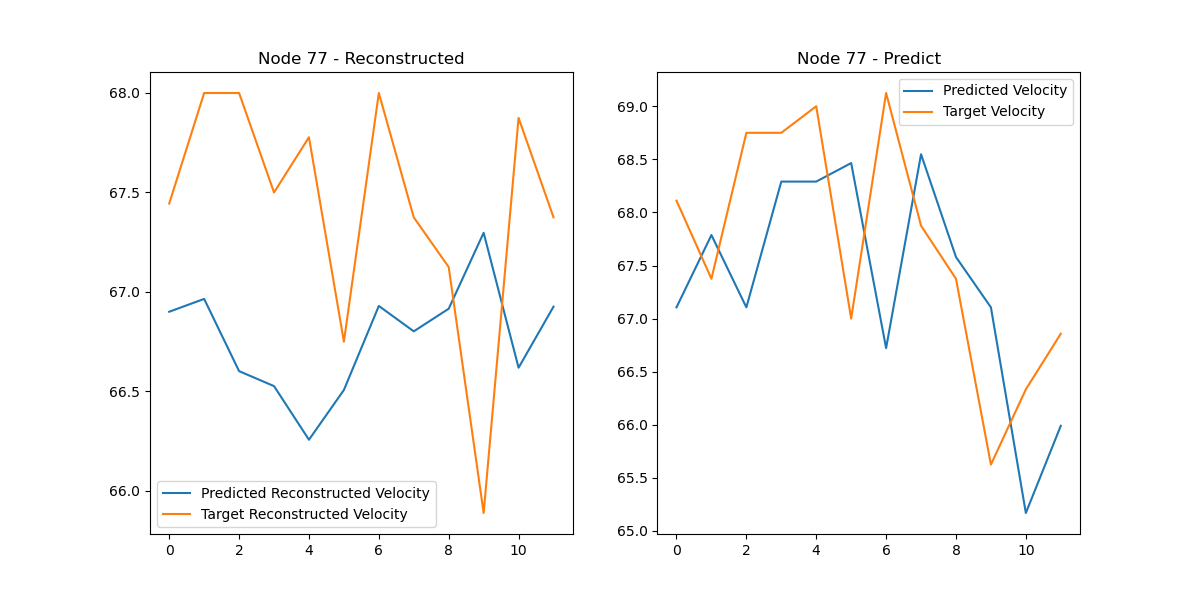 Node 77 - Reconstructed
68.0
67.5
67.0
66.5
66.0
0 2 4 6 8 10
Predicted Reconstructed Velocity
Target Reconstructed Velocity
Node 77 - Predict
69.0
68.5
68.0
67.5
67.0
66.5
66.0
65.5
65.0
0 2 4 6 8 10
Predicted Velocity
Target Velocity